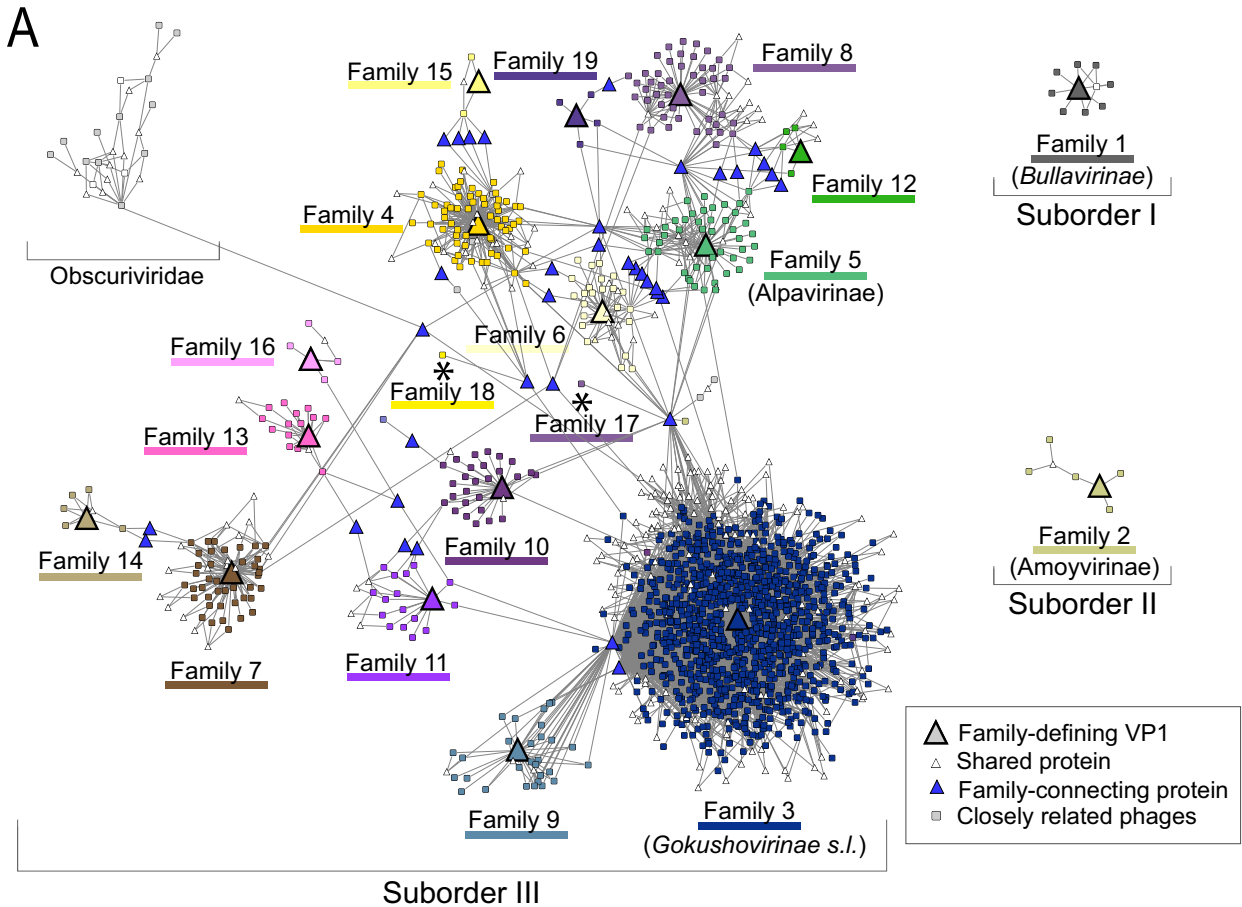 A
Family 15
Family 19
Family 8
Family 1
(Bullavirinae)
Suborder I
Family 12
Family 4
Family 5
(Alpavirinae)
Obscuriviridae
Family 6
Family 16
*
Family 18
*
Family 17
Family 13
Family 14
Family 10
Family 2
(Amoyvirinae)
Suborder II
Family 7
Family 11
Family 9
Family 3
(Gokushovirinae s.l.)
Suborder III
Family-defining VP1
Shared protein
Family-connecting protein
Closely related phages